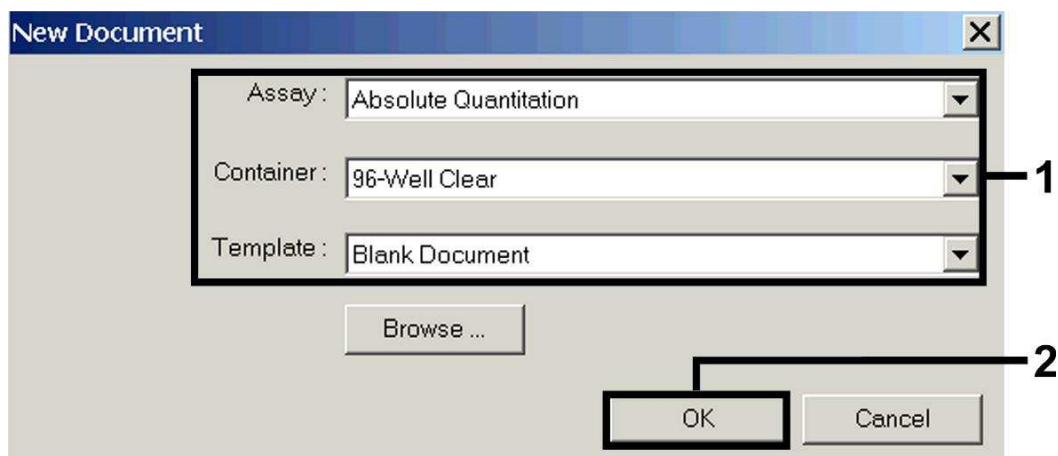 New Document
Assay : Absolute Quantitation
Container : 96-Well Clear
1
Template : Blank Document
Browse ...
2
OK Cancel